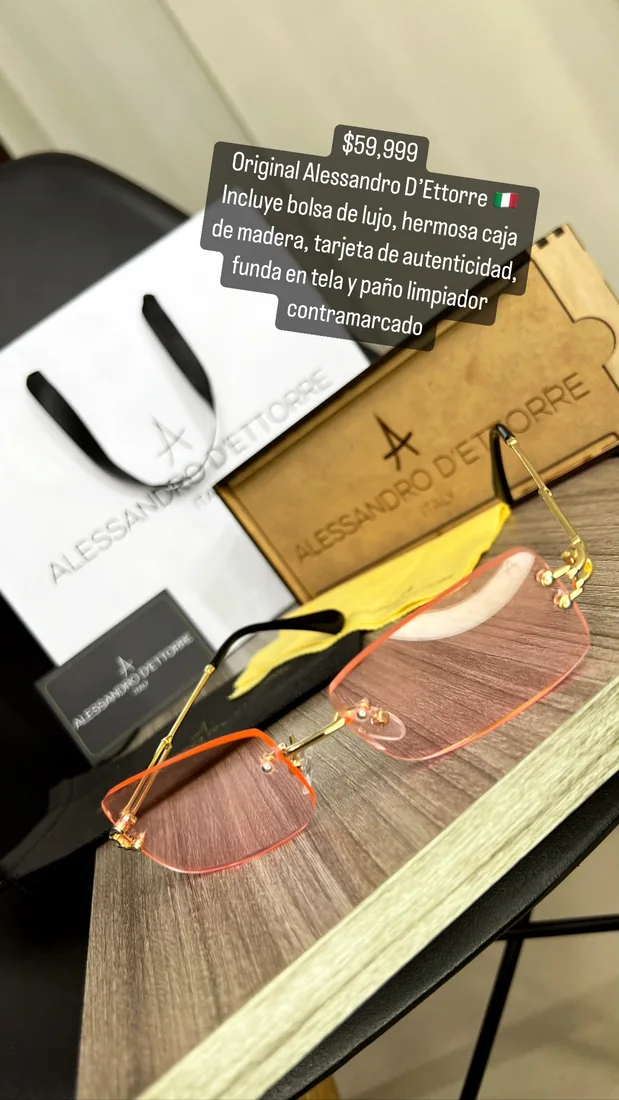 $59,999
Original Alessandro D'Ettorre 🇮🇹
Incluye bolsa de lujo, hermosa caja
de madera, tarjeta de autenticidad,
funda en tela y paño limpiador
contramarcado
ALESSANDRO D'ETTORRE
ALESSANDRO D'ETTORRE
ITALY
ALESSANDRO D'ETTORRE
ITALY